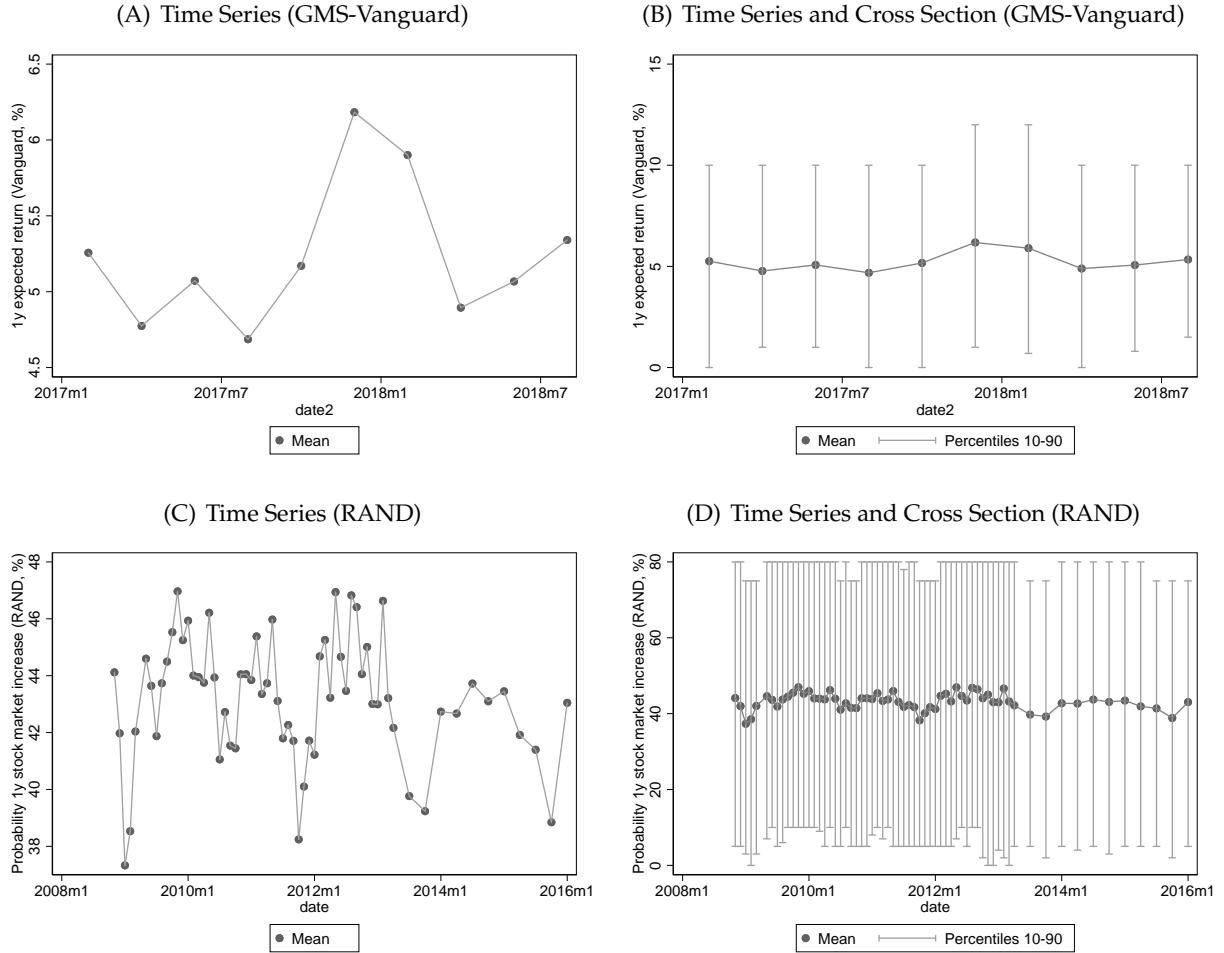 (A) Time Series (GMS-Vanguard)
1y expected return (Vanguard, %)
6.5
6
5.5
5
4.5
2017m1 2017m7 2018m1 2018m7
date2
Mean
(B) Time Series and Cross Section (GMS-Vanguard)
1y expected return (Vanguard, %)
15
10
5
0
2017m1 2017m7 2018m1 2018m7
date2
Mean Percentiles 10-90
(C) Time Series (RAND)
Probability 1y stock market increase (RAND, %)
48
46
44
42
40
38
2008m1 2010m1 2012m1 2014m1 2016m1
date
Mean
(D) Time Series and Cross Section (RAND)
Probability 1y stock market increase (RAND, %)
80
60
40
20
0
2008m1 2010m1 2012m1 2014m1 2016m1
date
Mean Percentiles 10-90